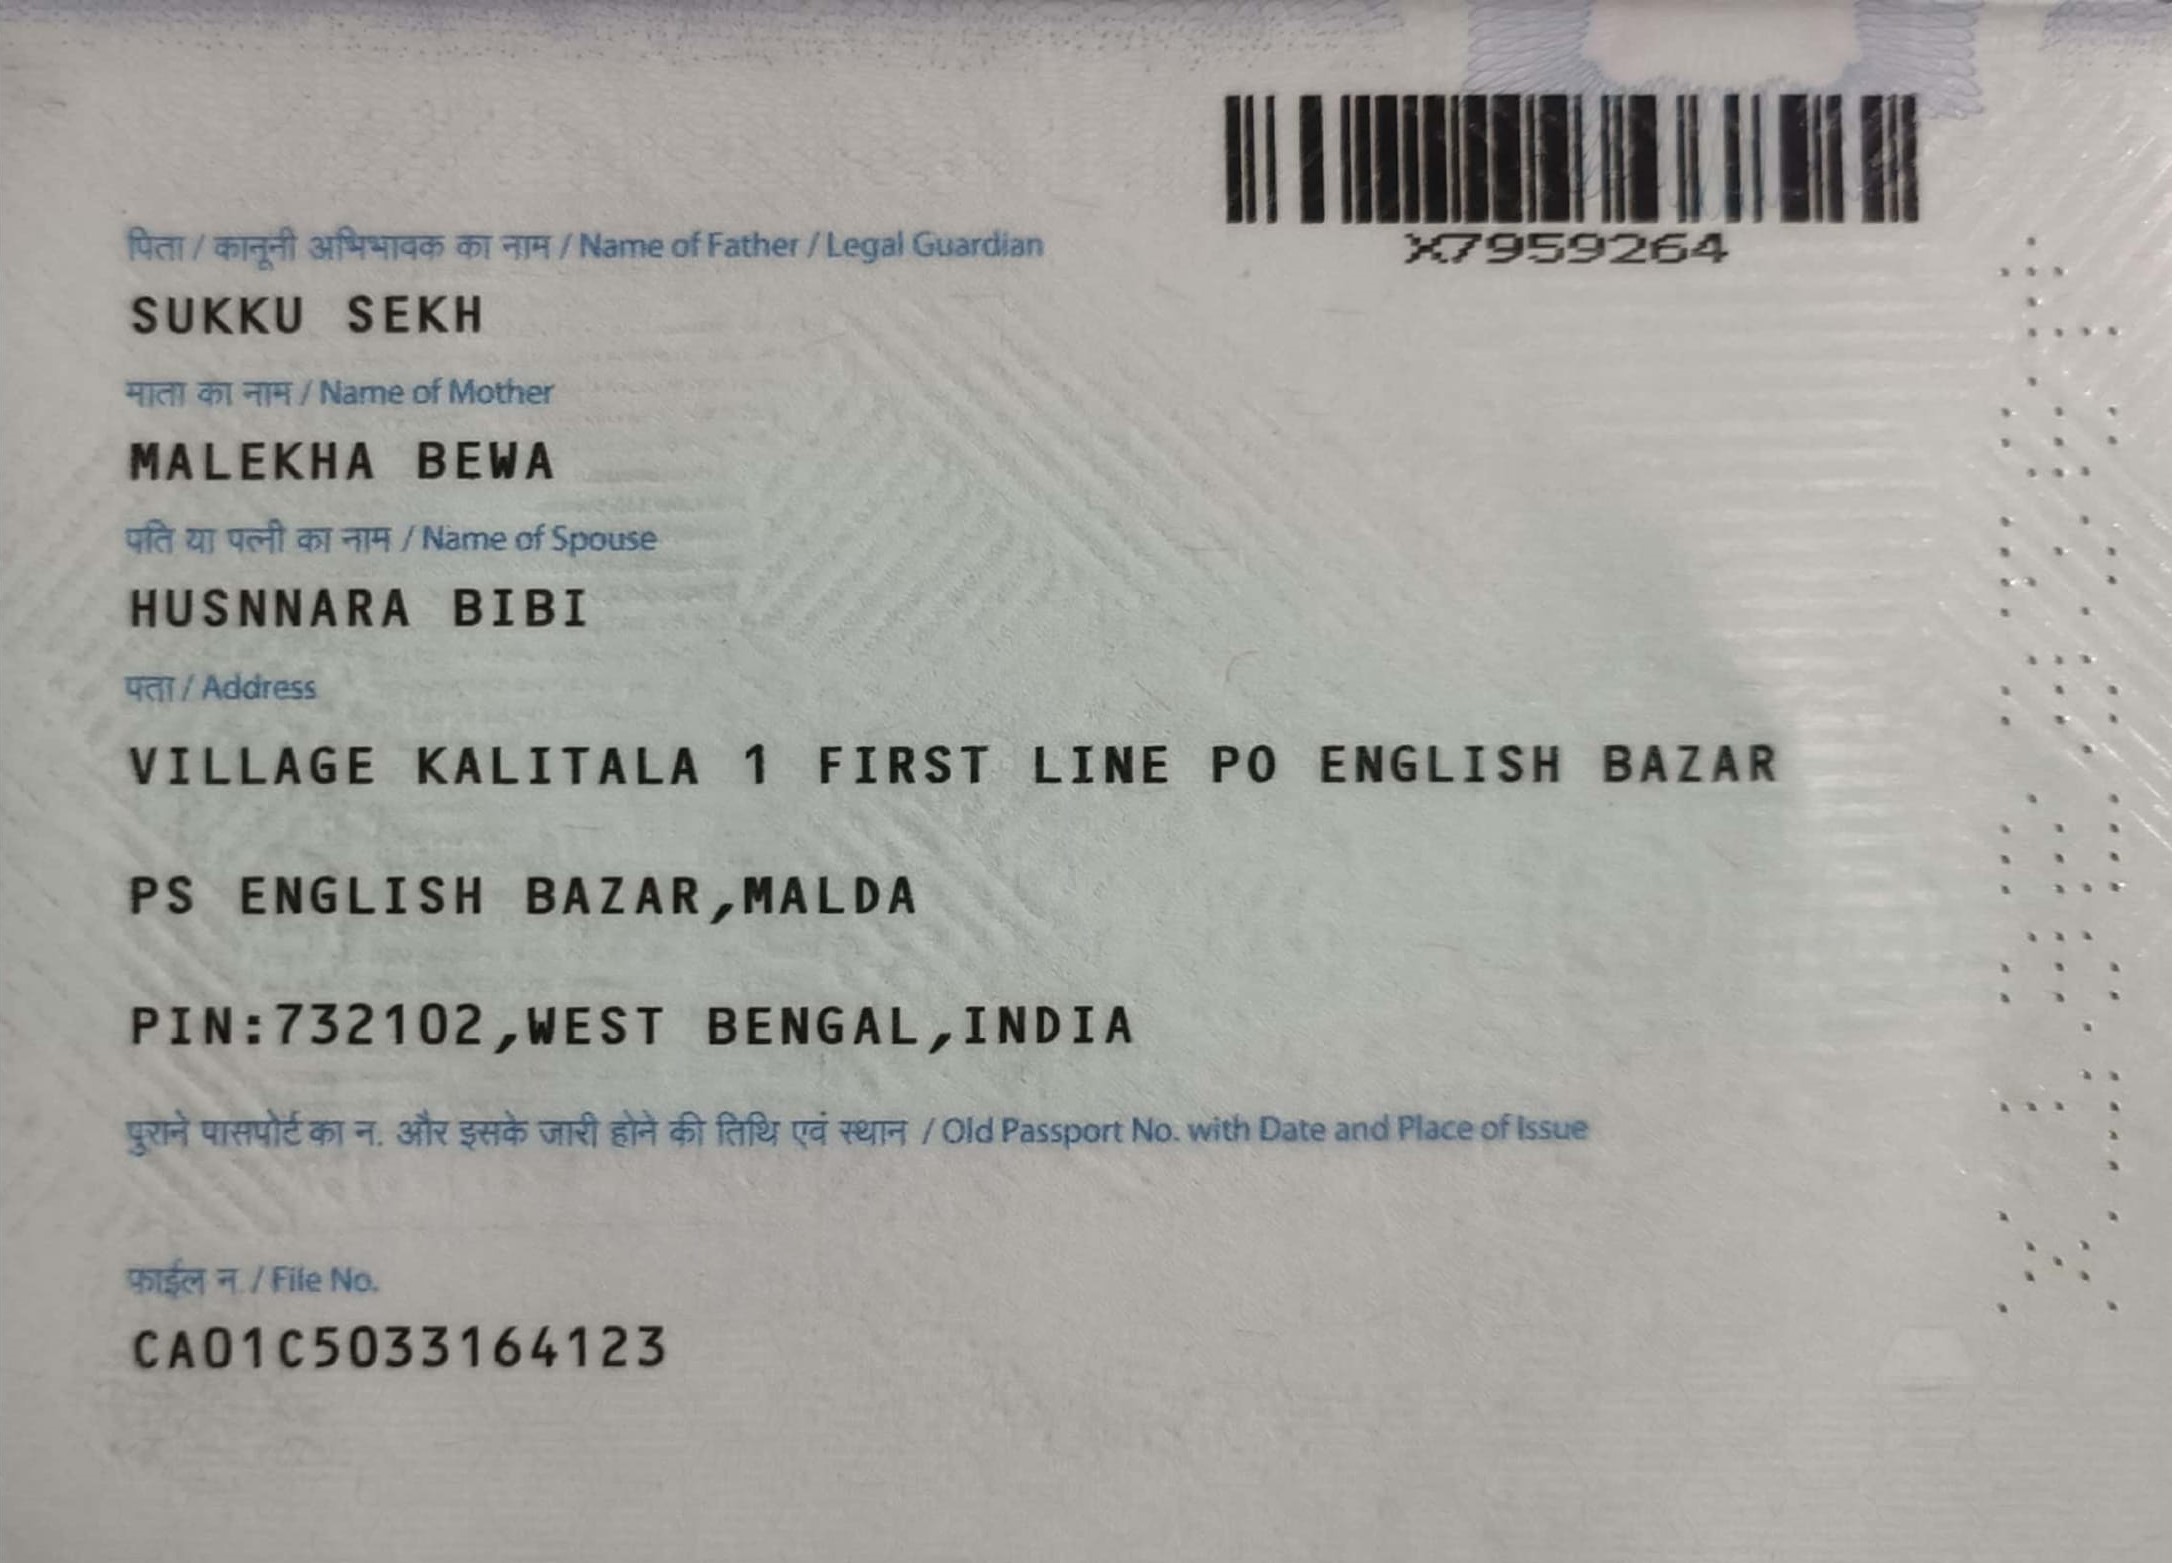 X7959264
पिता / कानूनी अभिभावक का नाम / Name of Father / Legal Guardian
SUKKU SEKH
माता का नाम / Name of Mother
MALEKHA BEWA
पति या पत्नी का नाम / Name of Spouse
HUSNNARA BIBI
पता / Address
VILLAGE KALITALA 1 FIRST LINE PO ENGLISH BAZAR
PS ENGLISH BAZAR,MALDA
PIN:732102,WEST BENGAL,INDIA
पुराने पासपोर्ट का न. और इसके जारी होने की तिथि एवं स्थान / Old Passport No. with Date and Place of Issue
फाईल न. / File No.
CA01C5033164123